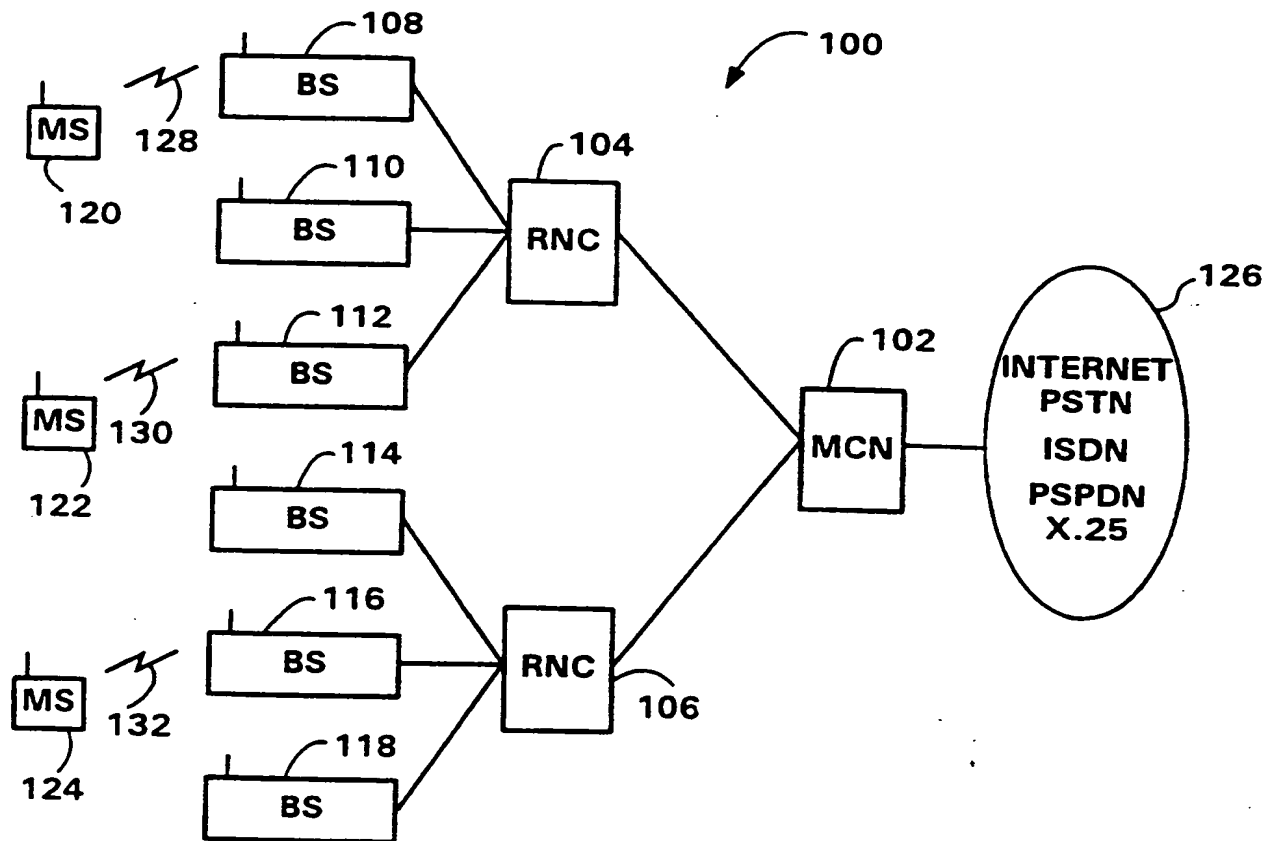 108
100
BS
MS
128
104
110
120
BS
RNC
126
112
102
INTERNET
BS
PSTN
MS
130
MCN
ISDN
114
PSPDN
122
X.25
BS
116
RNC
BS
MS
132
106
118
124
BS